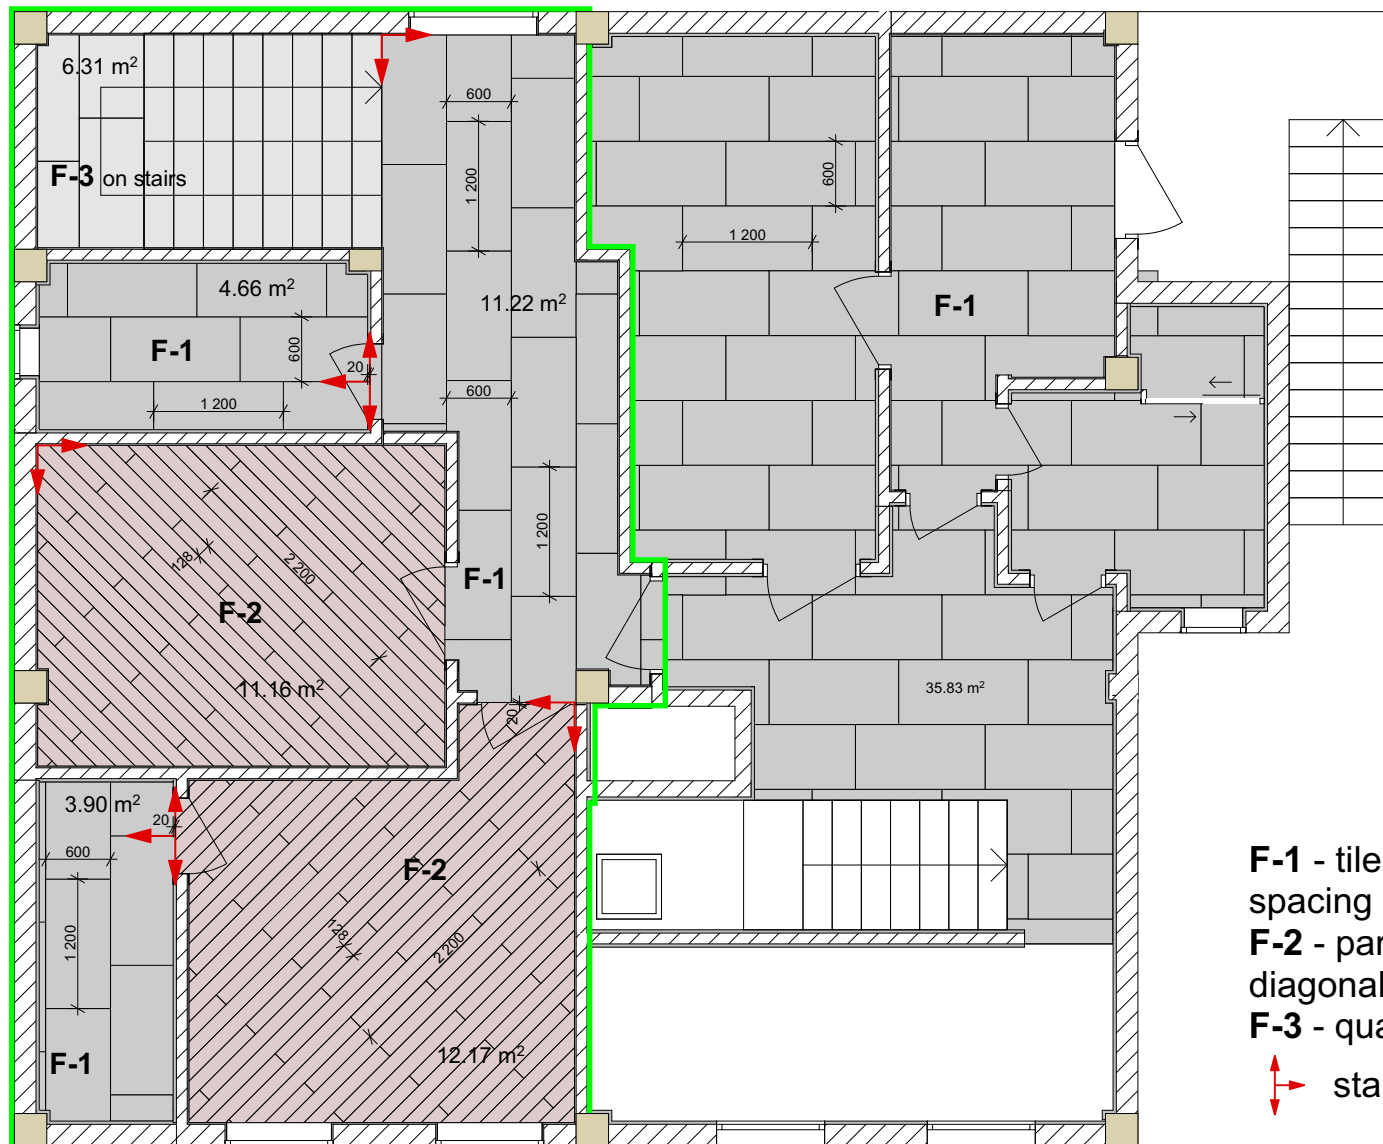 6.31 m²
600
F-3 on stairs
1 200
600
1 200
4.66 m²
11.22 m²
F-1
F-1
600
20
1 200
600
1 200
128
2 200
F-1
F-2
11.16 m²
35.83 m²
20
3.90 m²
20
600
F-2
F-1 - tile
spacing
1 200
128
2 200
F-2 - par
diagonal
F-3 - qua
12.17 m²
F-1
sta